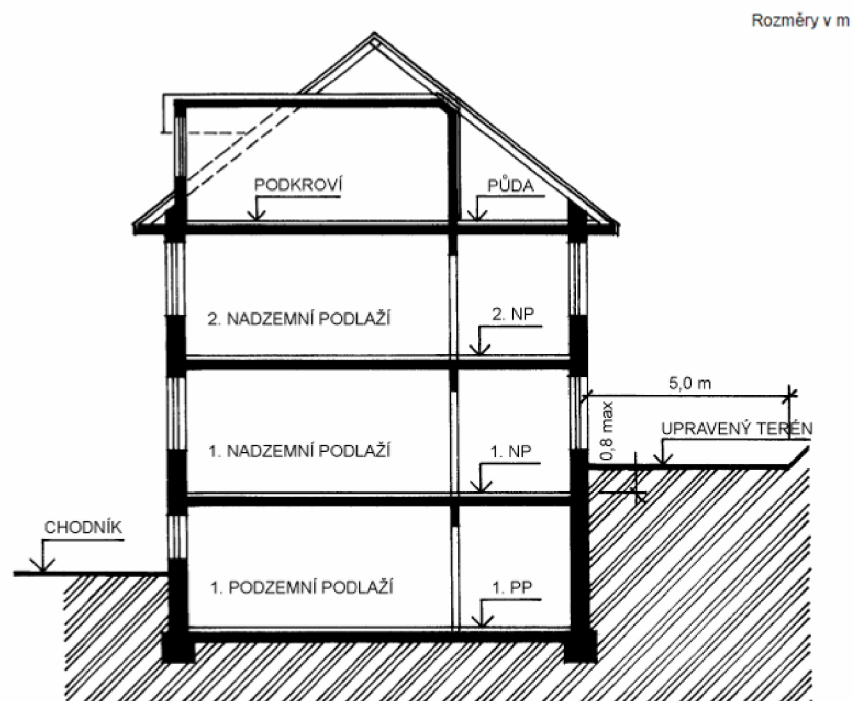 Rozměry v m
PODKROVÍ
PŮDA
2. NADZEMNÍ PODLAŽÍ
2. NP
5,0 m
0,8 max
UPRAVENÝ TERÉN
1. NADZEMNÍ PODLAŽÍ
1. NP
CHODNÍK
1. PODZEMNÍ PODLAŽÍ
1. PP